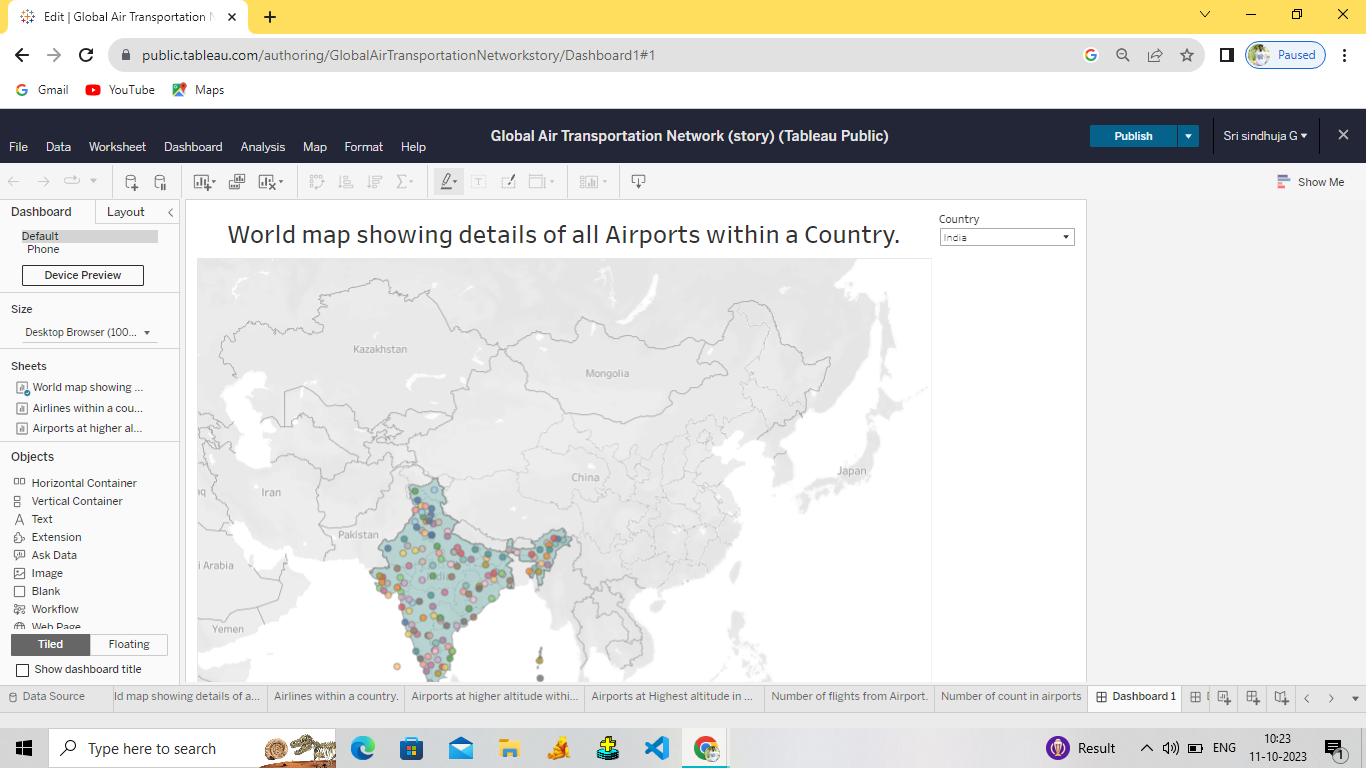 Edit | Global Air Transportation N
public.tableau.com/authoring/GlobalAirTransportationNetworkstory/Dashboard1#1
Paused
Gmail
YouTube
Maps
Global Air Transportation Network (story) (Tableau Public)
Publish
Sri sindhuja G
File Data Worksheet Dashboard Analysis Map Format Help
Show Me
Dashboard
Layout
Default
Phone
Device Preview
Size
Desktop Browser (100...
Sheets
World map showing ...
Airlines within a cou...
Airports at higher al...
Objects
Horizontal Container
Vertical Container
Text
Extension
Ask Data
Image
Blank
Workflow
Web Page
Tiled
Floating
Show dashboard title
World map showing details of all Airports within a Country.
Country
India
Kazakhstan
Mongolia
Japan
China
Iran
Pakistan
i Arabia
Yemen
Data Source
ld map showing details of a...
Airlines within a country.
Airports at higher altitude withi...
Airports at Highest altitude in ...
Number of flights from Airport.
Number of count in airports
Dashboard 1
Type here to search
Result
ENG
10:23
11-10-2023
1